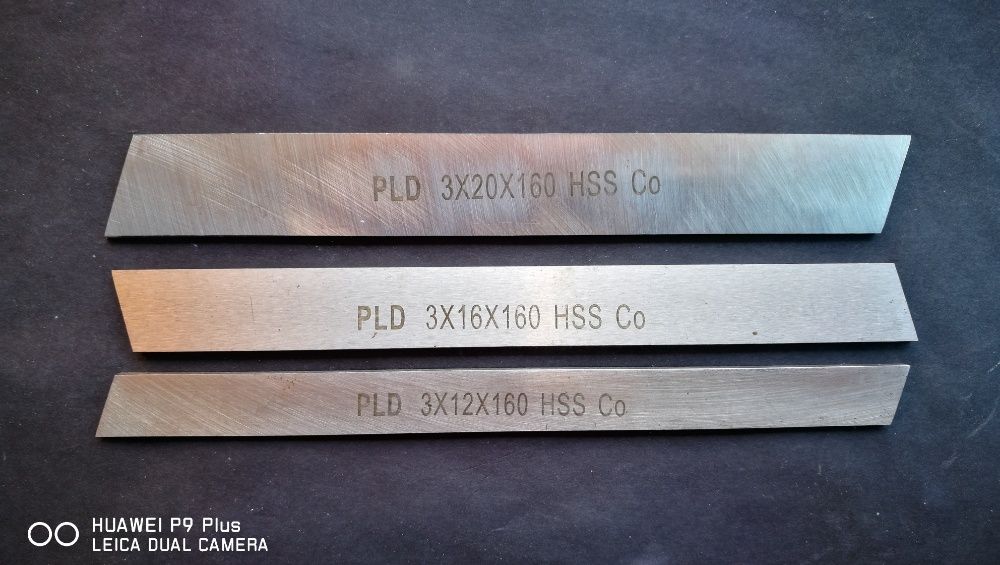 PLD 3X20X160 HSS Co
PLD 3X16X160 HSS Co
PLD 3X12X160 HSS Co
HUAWEI P9 Plus
LEICA DUAL CAMERA